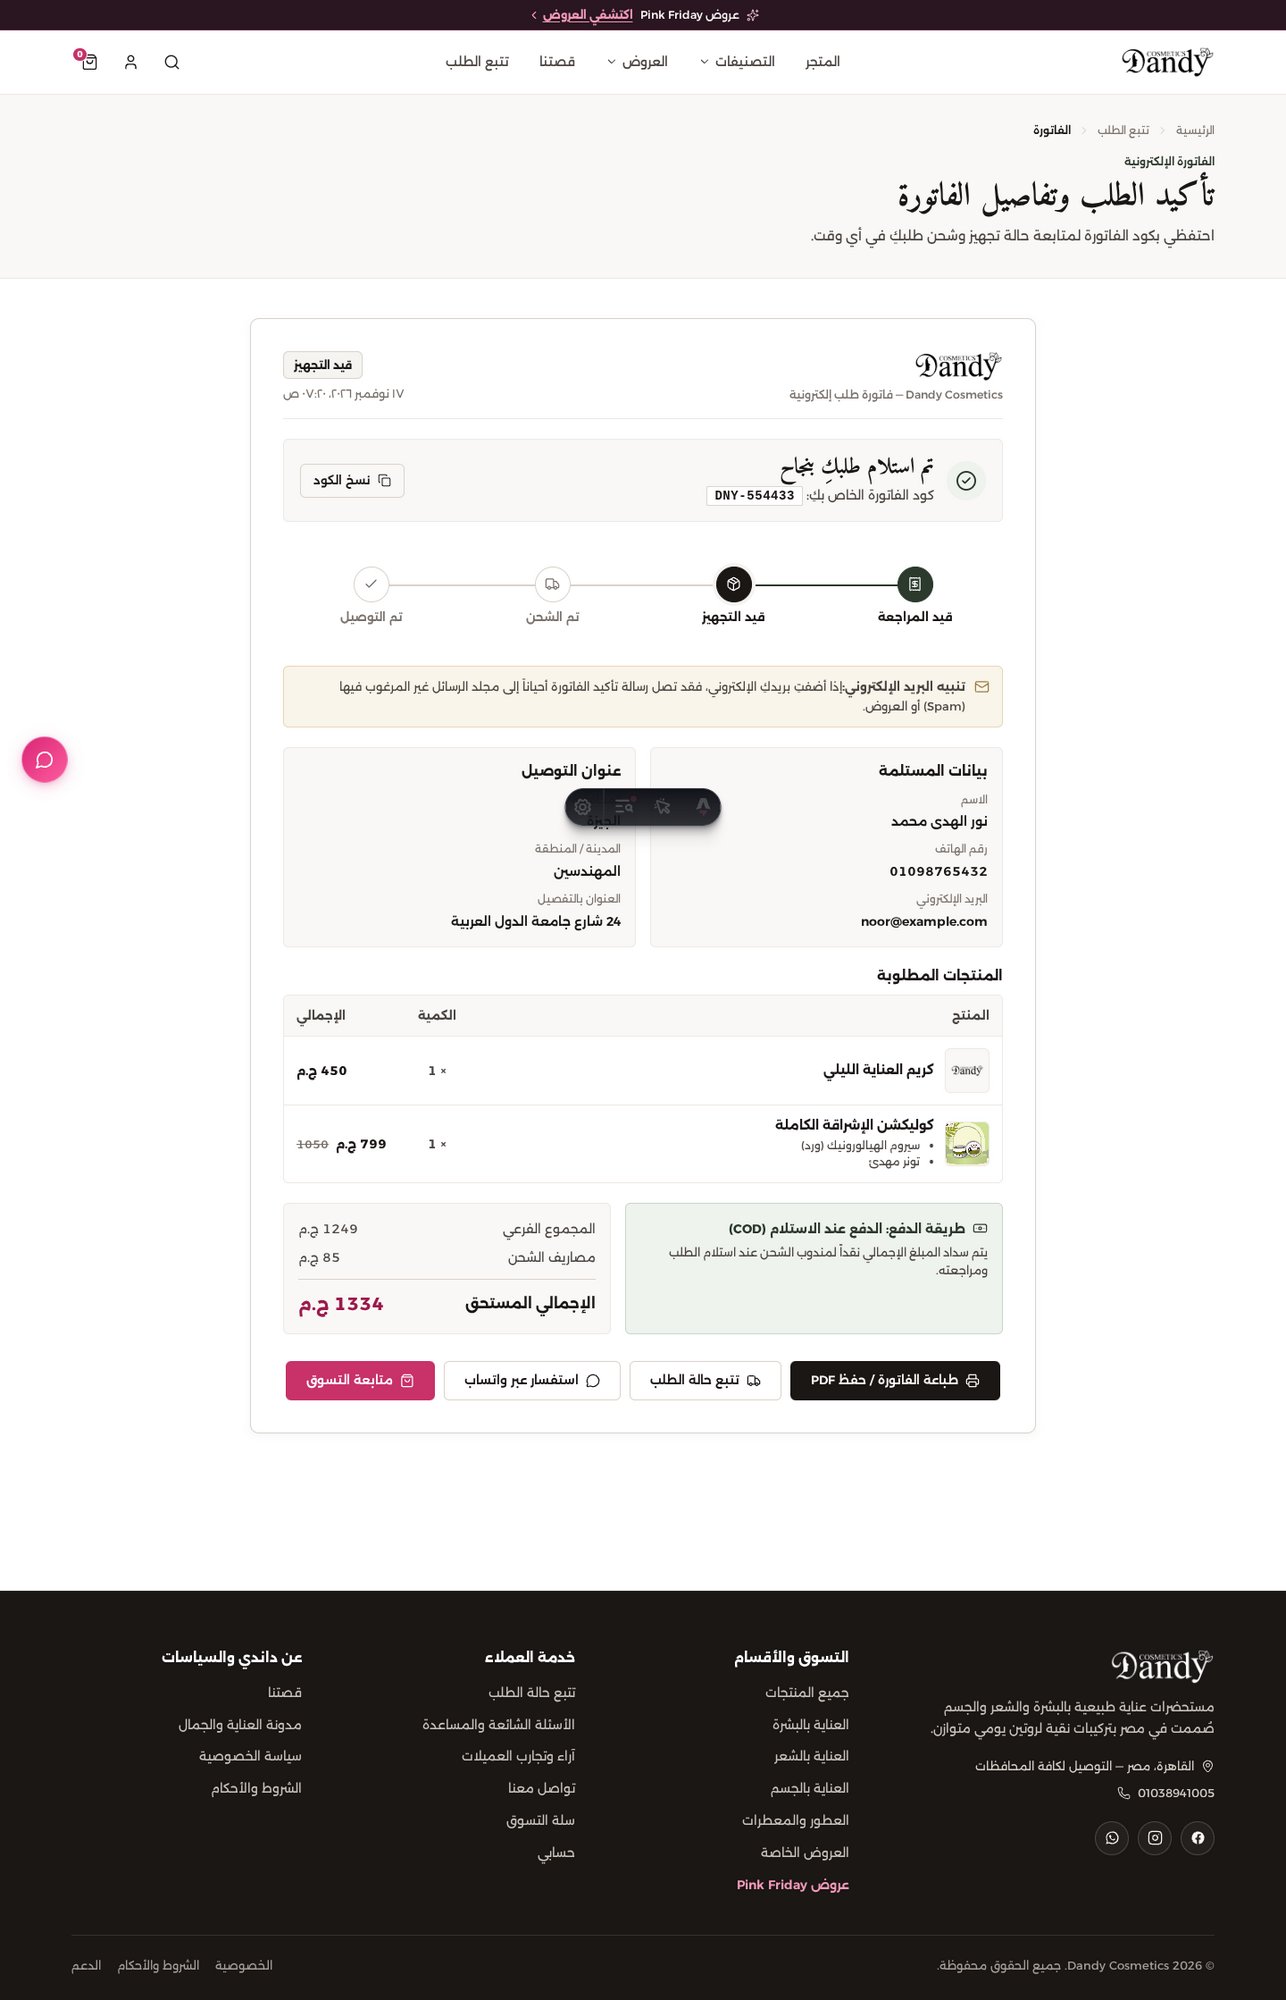 عروض Pink Friday اكتشفي العروض
Dandy COSMETICS
المتجر
التصنيفات
العروض
قصتنا
تتبع الطلب
0
الرئيسية
تتبع الطلب
الفاتورة
الفاتورة الإلكترونية
تأكيد الطلب وتفاصيل الفاتورة
احتفظي بكود الفاتورة لمتابعة حالة تجهيز وشحن طلبكِ في أي وقت.
Dandy COSMETICS
قيد التجهيز
Dandy Cosmetics — فاتورة طلب إلكترونية
١٧ نوفمبر ٢٠٢٦، ٠٧:٢٠ ص
تم استلام طلبكِ بنجاح
كود الفاتورة الخاص بكِ: DNY-554433
نسخ الكود
قيد المراجعة
قيد التجهيز
تم الشحن
تم التوصيل
تنبيه البريد الإلكتروني:إذا أضفتِ بريدكِ الإلكتروني، فقد تصل رسالة تأكيد الفاتورة أحياناً إلى مجلد الرسائل غير المرغوب فيها
(Spam) أو العروض.
بيانات المستلمة
الاسم
نور الهدى محمد
رقم الهاتف
01098765432
البريد الإلكتروني
noor@example.com
عنوان التوصيل
الجيزة
المدينة / المنطقة
المهندسين
العنوان بالتفصيل
24 شارع جامعة الدول العربية
المنتجات المطلوبة
المنتج
الكمية
الإجمالي
Dandy
كريم العناية الليلي
× 1
450 ج.م
كوليكشن الإشراقة الكاملة
• سيروم الهيالورونيك (ورد)
• تونر مهدئ
× 1
799 ج.م 1050
طريقة الدفع: الدفع عند الاستلام (COD)
يتم سداد المبلغ الإجمالي نقداً لمندوب الشحن عند استلام الطلب
ومراجعته.
المجموع الفرعي
1249 ج.م
مصاريف الشحن
85 ج.م
الإجمالي المستحق
1334 ج.م
طباعة الفاتورة / حفظ PDF
تتبع حالة الطلب
استفسار عبر واتساب
متابعة التسوق
Dandy COSMETICS
مستحضرات عناية طبيعية بالبشرة والشعر والجسم
صُممت في مصر بتركيبات نقية لروتين يومي متوازن.
القاهرة، مصر — التوصيل لكافة المحافظات
01038941005
التسوق والأقسام
جميع المنتجات
العناية بالبشرة
العناية بالشعر
العناية بالجسم
العطور والمعطرات
العروض الخاصة
عروض Pink Friday
خدمة العملاء
تتبع حالة الطلب
الأسئلة الشائعة والمساعدة
آراء وتجارب العميلات
تواصل معنا
سلة التسوق
حسابي
عن داندي والسياسات
قصتنا
مدونة العناية والجمال
سياسة الخصوصية
الشروط والأحكام
© 2026 Dandy Cosmetics. جميع الحقوق محفوظة.
الخصوصية
الشروط والأحكام
الدعم